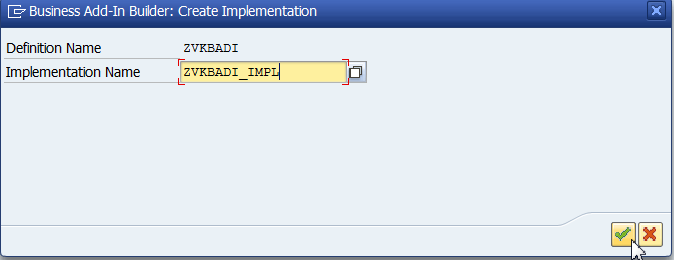 Business Add-In Builder: Create Implementation
Definition Name ZVKBADI
Implementation Name ZVKBADI_IMPL